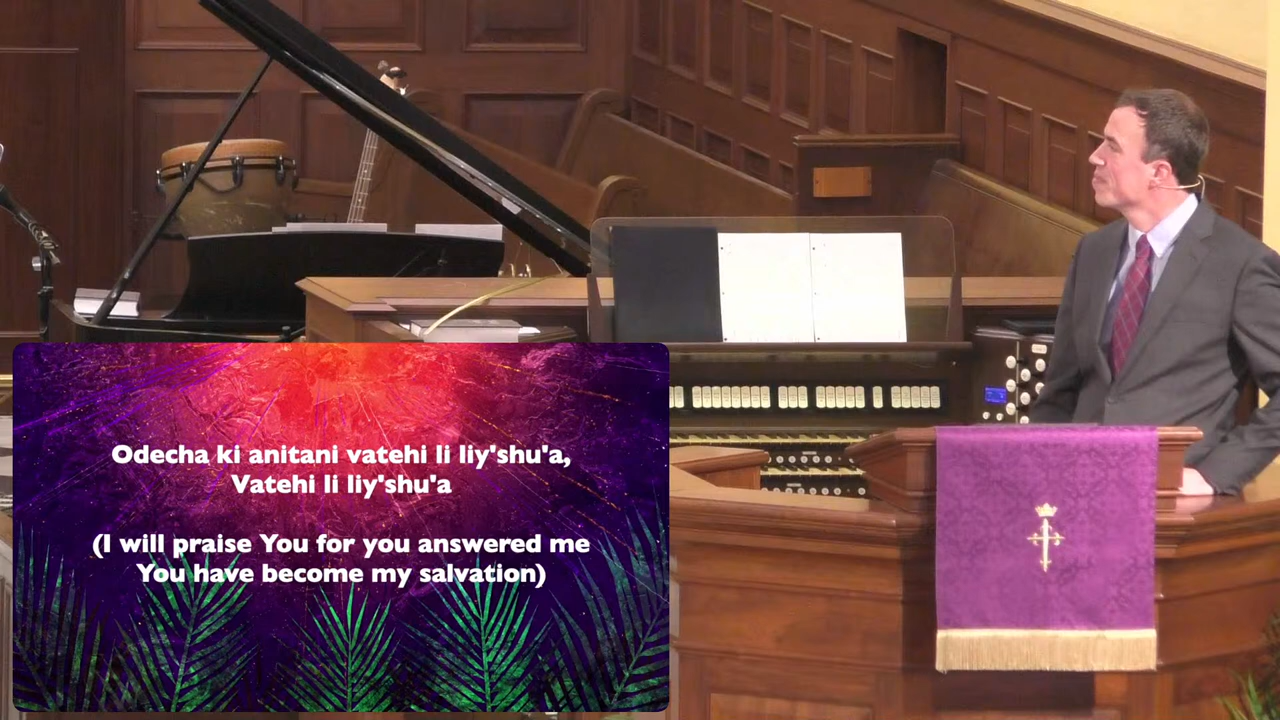 Odecha ki anitani vatehi li liy'shu'a,
Vatehi li liy'shu'a
(I will praise You for you answered me
You have become my salvation)